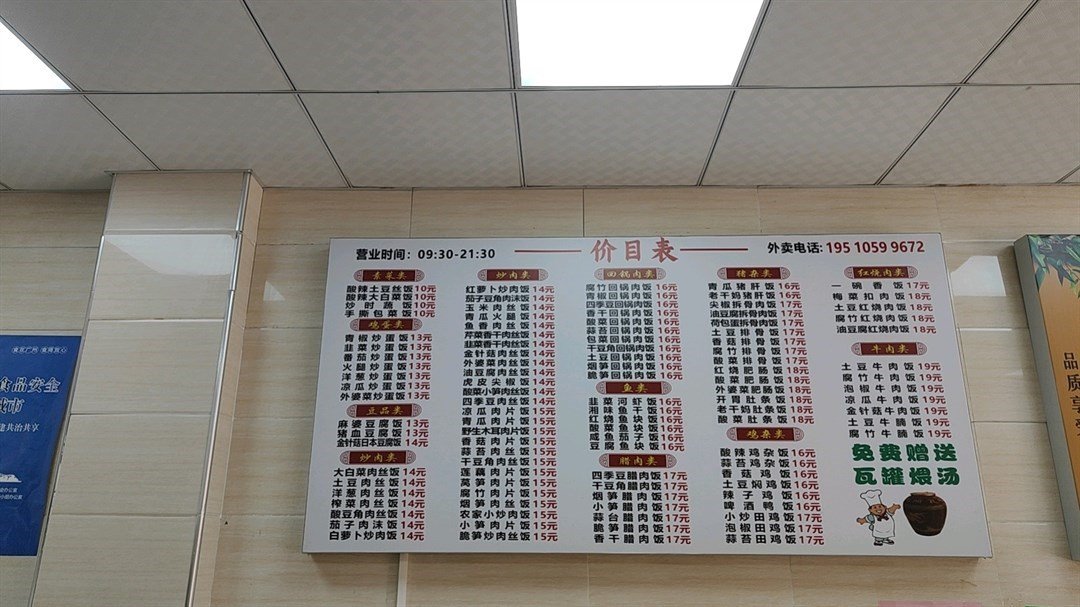 营业时间: 09:30-21:30
价目表
外卖电话: 195 1059 9672
素菜类
酸辣土豆丝饭10元
酸辣大白菜饭10元
炒时蔬饭10元
手撕包菜饭10元
鸡蛋类
青椒炒蛋饭13元
韭菜炒蛋饭13元
番茄炒蛋饭13元
火腿炒蛋饭13元
洋葱炒蛋饭13元
凉瓜炒蛋饭13元
外婆菜炒蛋饭13元
豆品类
麻婆豆腐饭13元
猪血豆腐饭13元
金针菇日本豆腐饭14元
炒肉类
大白菜肉丝饭14元
土豆肉丝饭14元
洋葱肉丝饭14元
榨菜肉丝饭14元
酸豆角肉丝饭14元
茄子肉沫饭14元
白萝卜炒肉饭14元
炒肉类
红萝卜炒肉饭14元
茄子豆角肉沫饭14元
玉米肉丝饭14元
青瓜火腿饭14元
鱼香肉丝饭14元
芹菜香干肉丝饭14元
韭菜香干肉丝饭14元
金针菇肉丝饭14元
外婆菜肉丝饭14元
油豆腐肉丝饭14元
虎皮尖椒饭14元
酸菜小笋肉丝饭14元
四季豆肉丝饭14元
凉瓜肉片饭15元
青瓜肉片饭15元
野生木耳肉片饭15元
香菇肉片饭15元
蒜苔肉丝饭15元
干豆角肉丝饭15元
莲藕肉片饭15元
莴笋肉片饭15元
腐竹肉片饭15元
烟笋肉丝饭15元
农家小炒肉饭15元
小笋肉片饭15元
脆笋炒肉饭15元
回锅肉类
腐竹回锅肉饭16元
青椒回锅肉饭16元
四季豆回锅肉饭16元
香干回锅肉饭16元
酸菜回锅肉饭16元
蒜苔回锅肉饭16元
包菜回锅肉饭16元
干豆角回锅肉饭16元
土豆回锅肉饭16元
烟笋回锅肉饭16元
鱼类
韭菜河虾饭16元
湘味鱼干饭16元
红烧鱼块饭16元
酸菜鱼块饭16元
咸鱼茄子饭16元
鱼豆腐饭16元
腊肉类
四季豆腊肉饭17元
干豆角腊肉饭17元
烟笋腊肉饭17元
小笋腊肉饭17元
蒜台腊肉饭17元
脆笋腊肉饭17元
香干腊肉饭17元
猪杂类
青瓜猪肝饭16元
老干妈猪肝饭16元
尖椒拆骨肉饭17元
油豆腐拆骨肉饭17元
荷包蛋拆骨肉饭17元
土豆排骨饭17元
香菇排骨饭17元
腐竹排骨饭17元
酸菜排骨饭17元
红烧肥肠饭18元
酸菜肥肠饭18元
外婆菜肥肠饭18元
开胃肚条饭18元
老干妈肚条饭18元
酸菜肚条饭18元
鸡杂类
酸辣鸡杂饭16元
蒜苔鸡杂饭16元
香菇鸡饭16元
土豆焖鸡饭16元
辣子鸡饭16元
啤酒鸭饭16元
小炒田鸡饭17元
泡椒田鸡饭17元
蒜苔田鸡饭17元
红烧肉类
一碗香饭17元
梅菜扣肉饭18元
土豆红烧肉饭18元
腐竹红烧肉饭18元
油豆腐红烧肉饭18元
牛肉类
土豆牛肉饭19元
腐竹牛肉饭19元
凉瓜牛肉饭19元
金针菇牛肉饭19元
土豆牛腩饭19元
腐竹牛腩饭19元
免费赠送
瓦罐煨汤
食品安全
共治共享
品
质